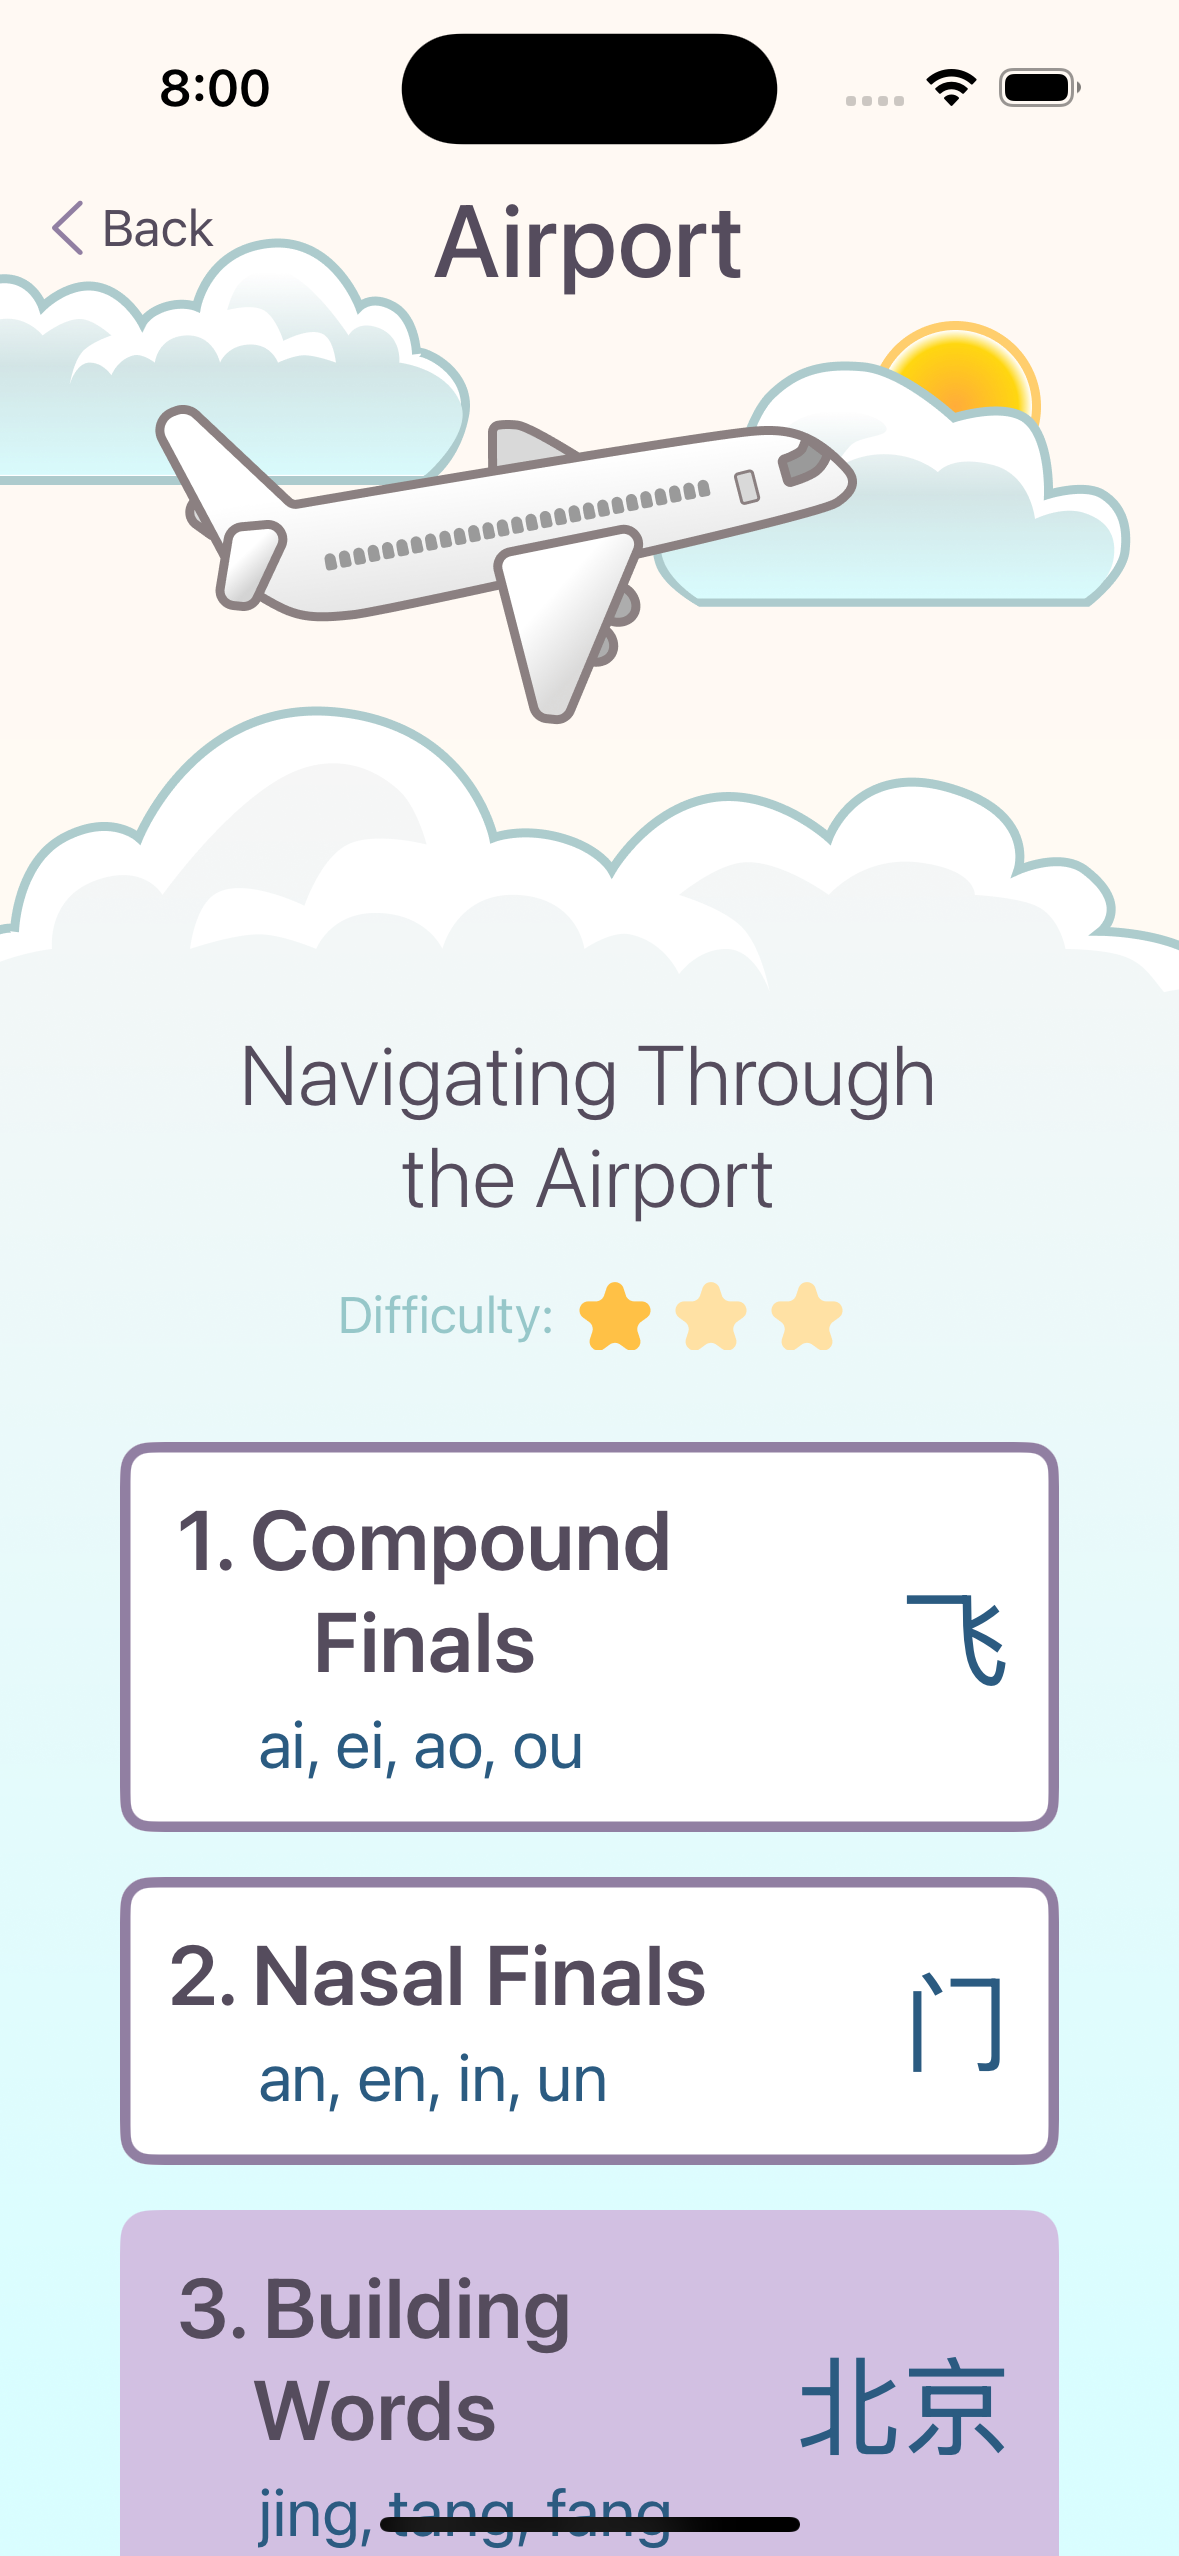 8:00
Back
Airport
Navigating Through
the Airport
Difficulty:
1. Compound
Finals
飞
ai, ei, ao, ou
2. Nasal Finals
门
an, en, in, un
3. Building
Words
北京
jing, tang, fang